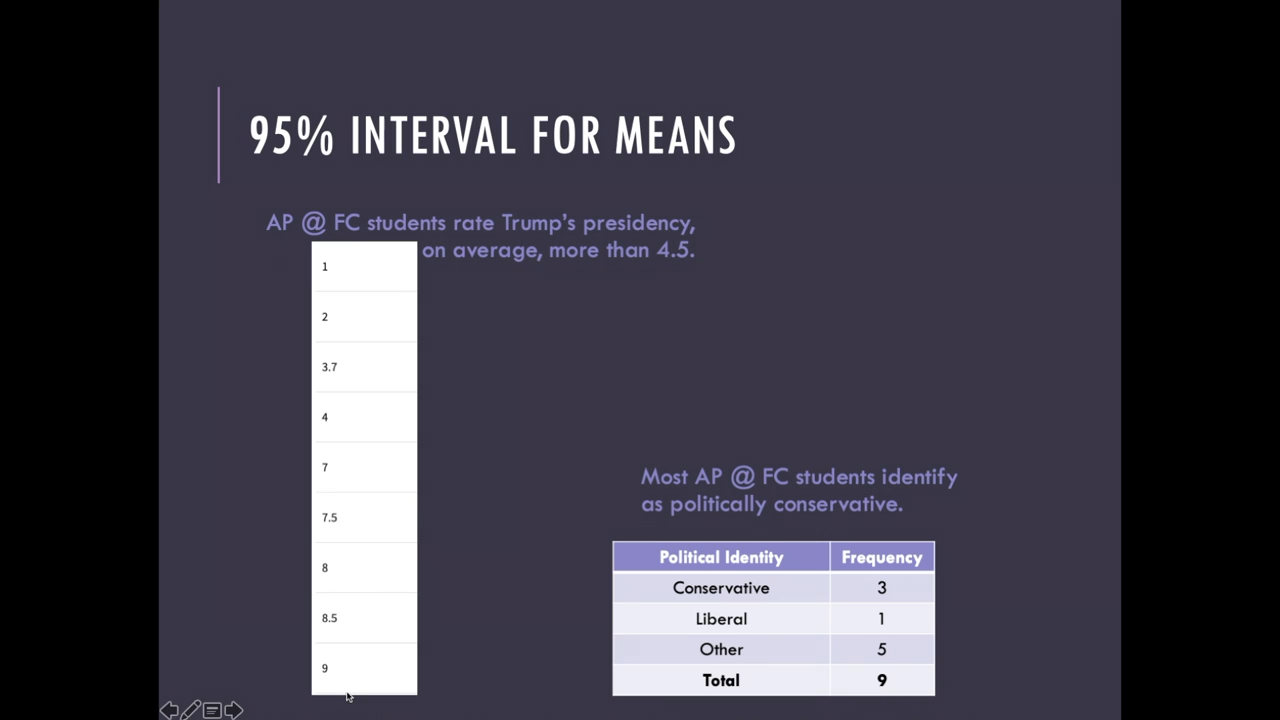 95% INTERVAL FOR MEANS
AP @ FC students rate Trump's presidency,
on average, more than 4.5.
1
2
3.7
4
7
7.5
8
8.5
9
Most AP @ FC students identify
as politically conservative.
Political Identity Frequency
Conservative 3
Liberal 1
Other 5
Total 9